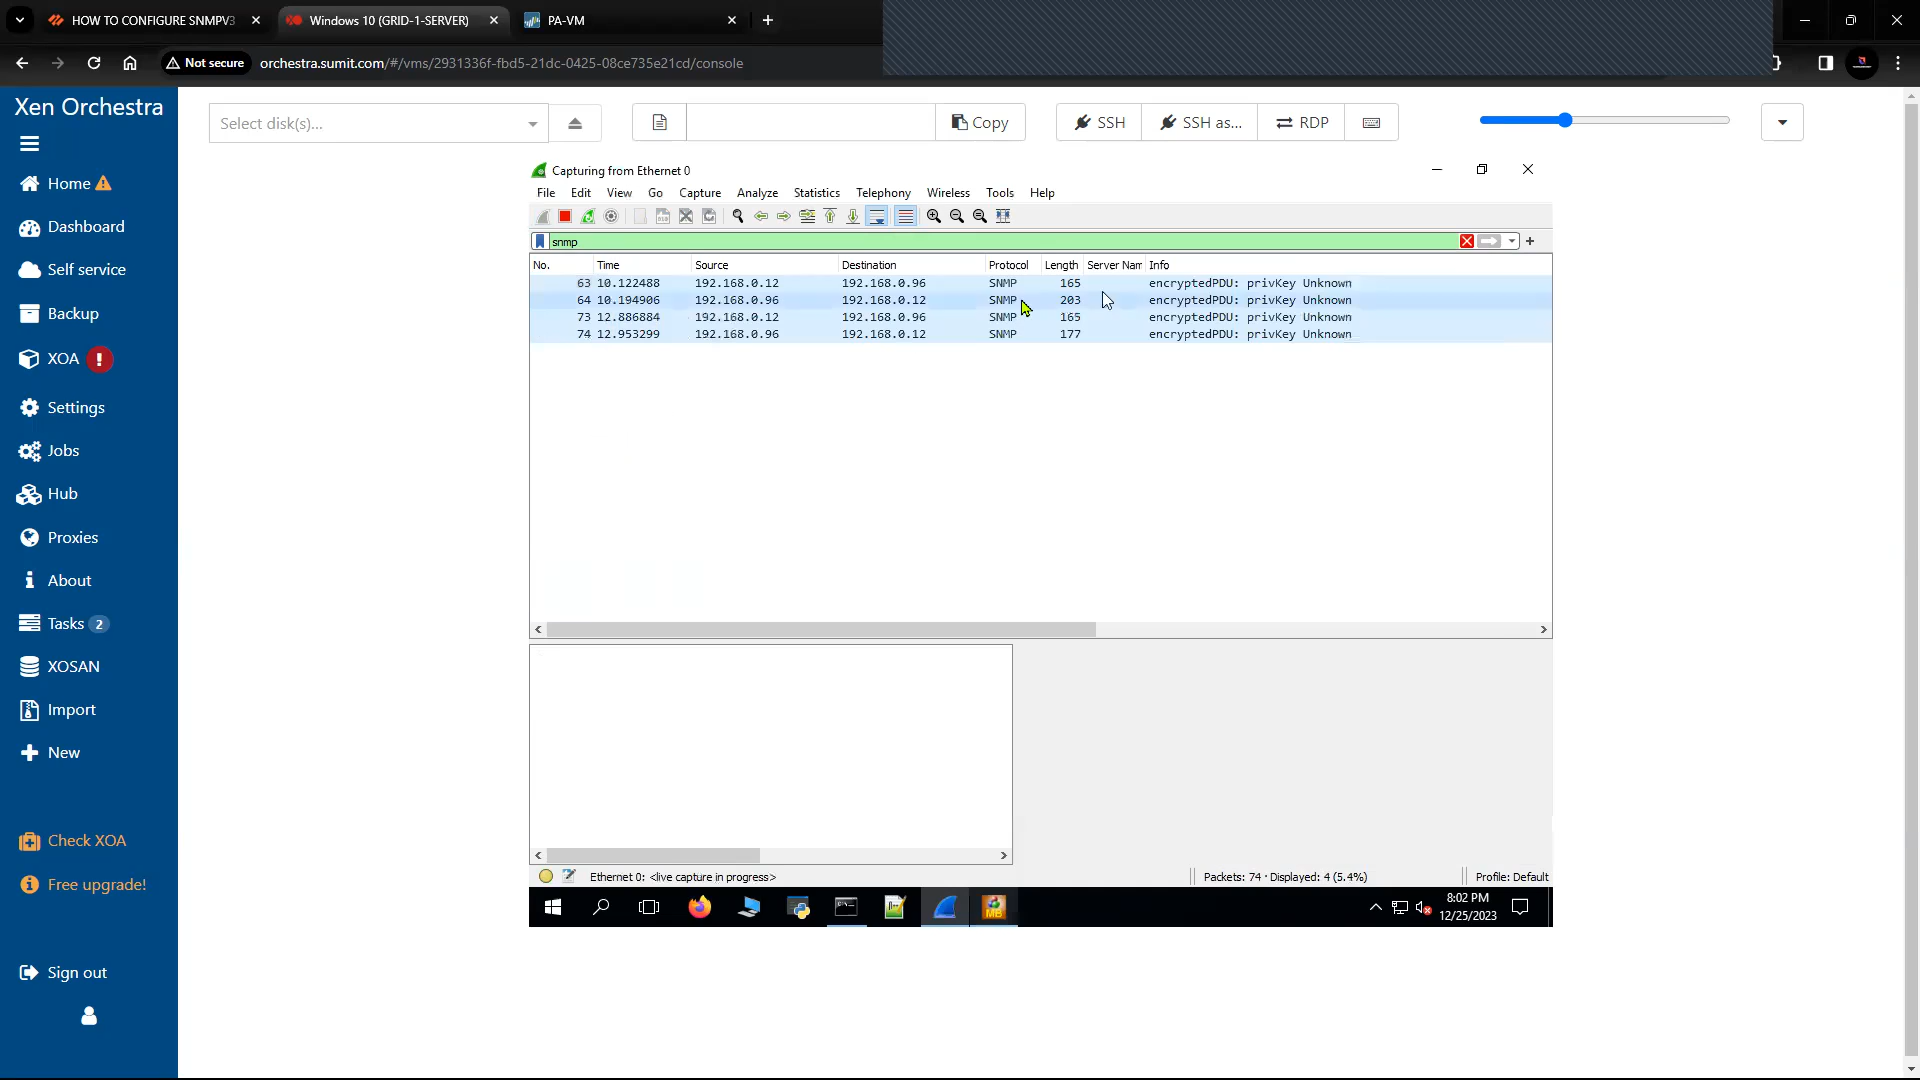 HOW TO CONFIGURE SNMPV3
Windows 10 (GRID-1-SERVER)
PA-VM
Not secure
orchestra.sumit.com/#/vms/2931336f-fbd5-21dc-0425-08ce735e21cd/console
Xen Orchestra
Select disk(s)...
Copy
SSH
SSH as...
RDP
Home
Dashboard
Self service
Backup
XOA
Settings
Jobs
Hub
Proxies
About
Tasks 2
XOSAN
Import
New
Check XOA
Free upgrade!
Sign out
Capturing from Ethernet 0
File Edit View Go Capture Analyze Statistics Telephony Wireless Tools Help
snmp
No. Time Source Destination Protocol Length Server Nam Info
63 10.122488 192.168.0.12 192.168.0.96 SNMP 165 encryptedPDU: privKey Unknown
64 10.194906 192.168.0.96 192.168.0.12 SNMP 203 encryptedPDU: privKey Unknown
73 12.886884 192.168.0.12 192.168.0.96 SNMP 165 encryptedPDU: privKey Unknown
74 12.953299 192.168.0.96 192.168.0.12 SNMP 177 encryptedPDU: privKey Unknown
Ethernet 0: <live capture in progress>
Packets: 74 · Displayed: 4 (5.4%)
Profile: Default
MB
8:02 PM
12/25/2023